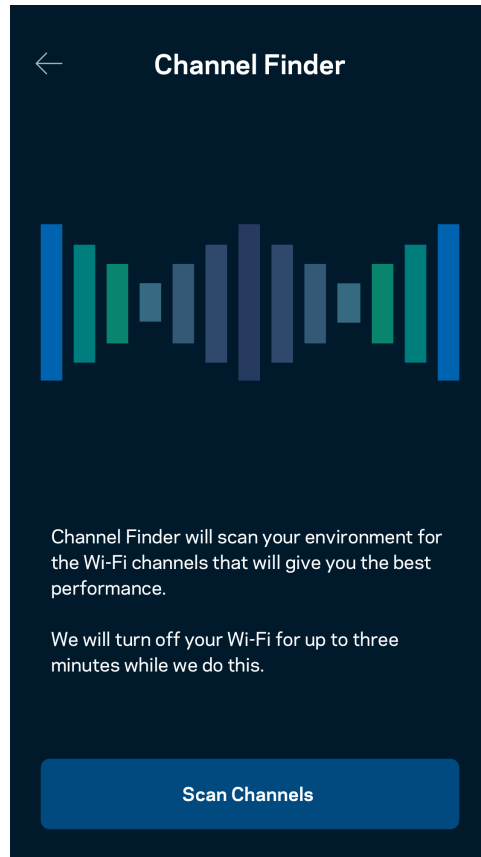 Channel Finder
Channel Finder will scan your environment for
the Wi-Fi channels that will give you the best
performance.
We will turn off your Wi-Fi for up to three
minutes while we do this.
Scan Channels